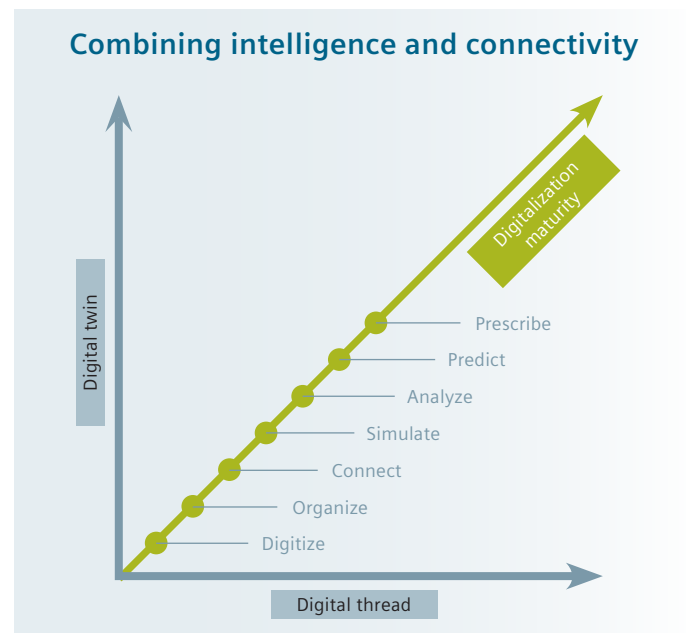 Combining intelligence and connectivity
Digitalization
maturity
Digital twin
Prescribe
Predict
Analyze
Simulate
Connect
Organize
Digitize
Digital thread